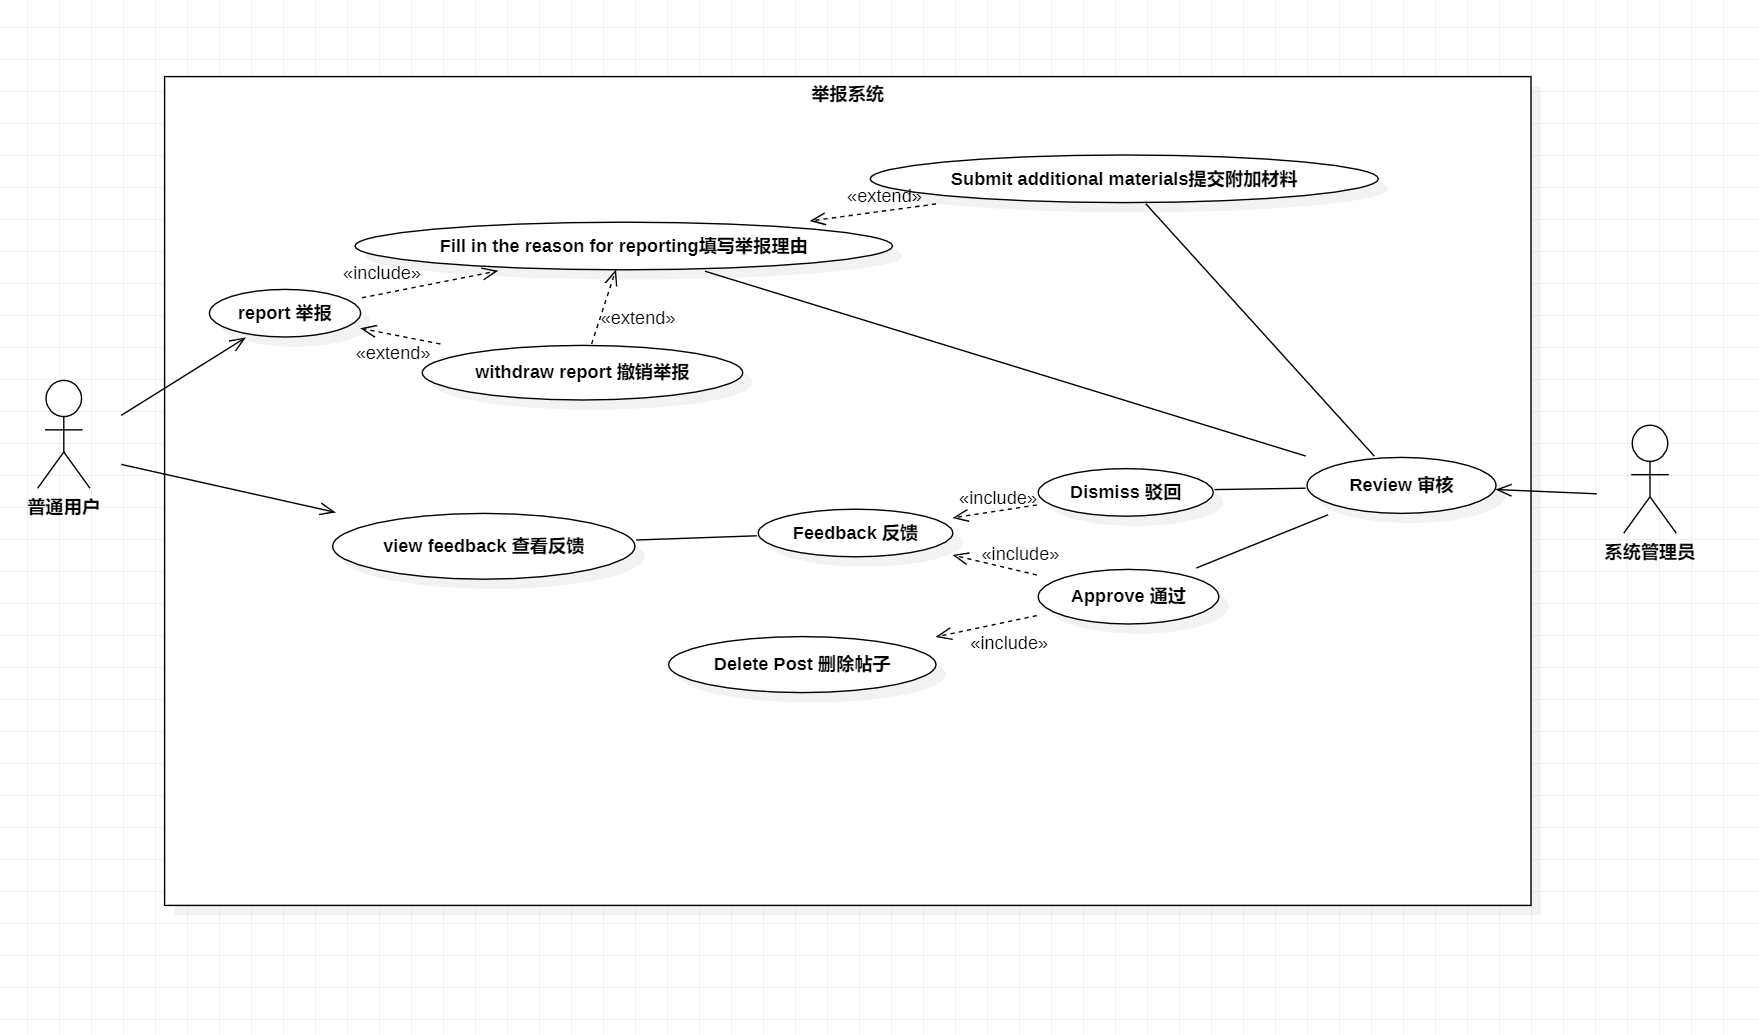 举报系统
Submit additional materials提交附加材料
«extend»
Fill in the reason for reporting填写举报理由
«include»
report 举报
«extend»
«extend»
withdraw report 撤销举报
普通用户
Review 审核
Dismiss 驳回
«include»
Feedback 反馈
view feedback 查看反馈
«include»
系统管理员
Approve 通过
«include»
Delete Post 删除帖子